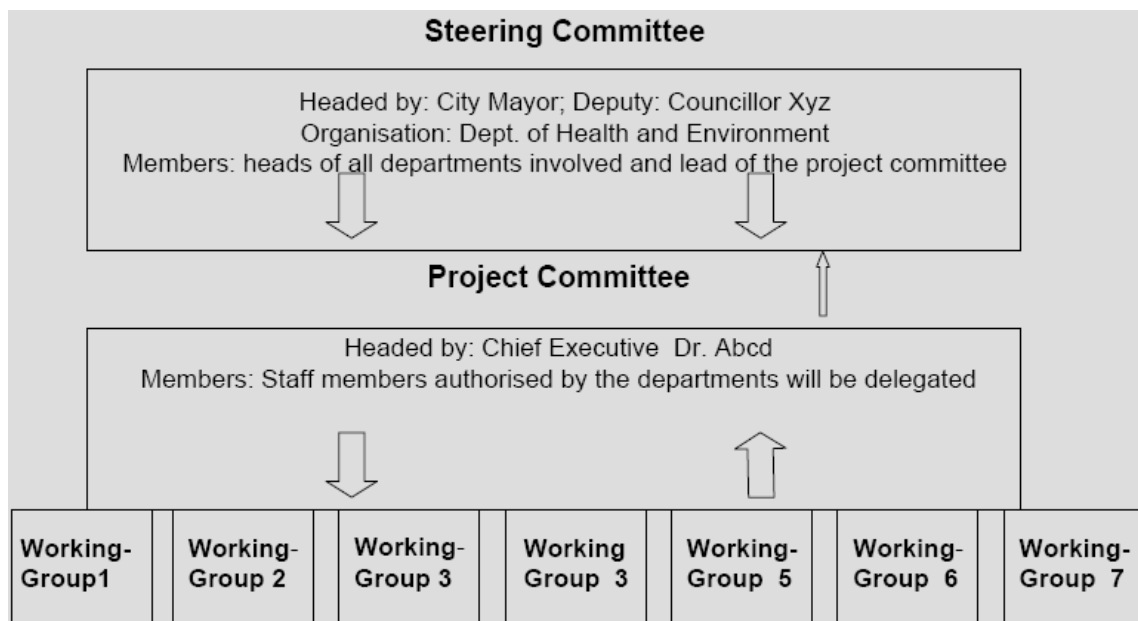 Steering Committee
Headed by: City Mayor; Deputy: Councillor Xyz
Organisation: Dept. of Health and Environment
Members: heads of all departments involved and lead of the project committee
Project Committee
Headed by: Chief Executive Dr. Abcd
Members: Staff members authorised by the departments will be delegated
Working-
Group1
Working-
Group 2
Working-
Group 3
Working
Group 3
Working-
Group 5
Working-
Group 6
Working-
Group 7